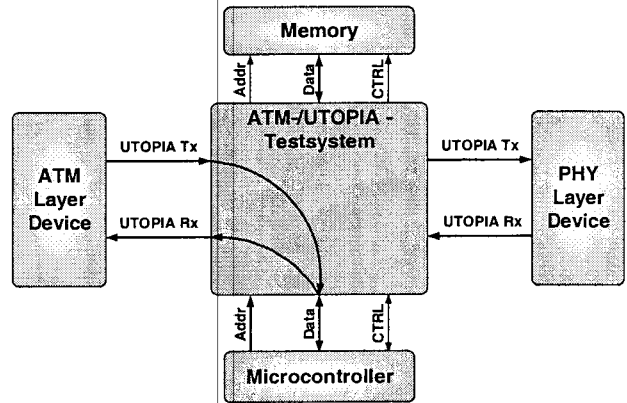 Memory
Addr
Data
CTRL
ATM-/UTOPIA -
Testsystem
UTOPIA Tx
UTOPIA Tx
ATM
Layer
Device
PHY
Layer
Device
UTOPIA Rx
UTOPIA Rx
Addr
Data
CTRL
Microcontroller